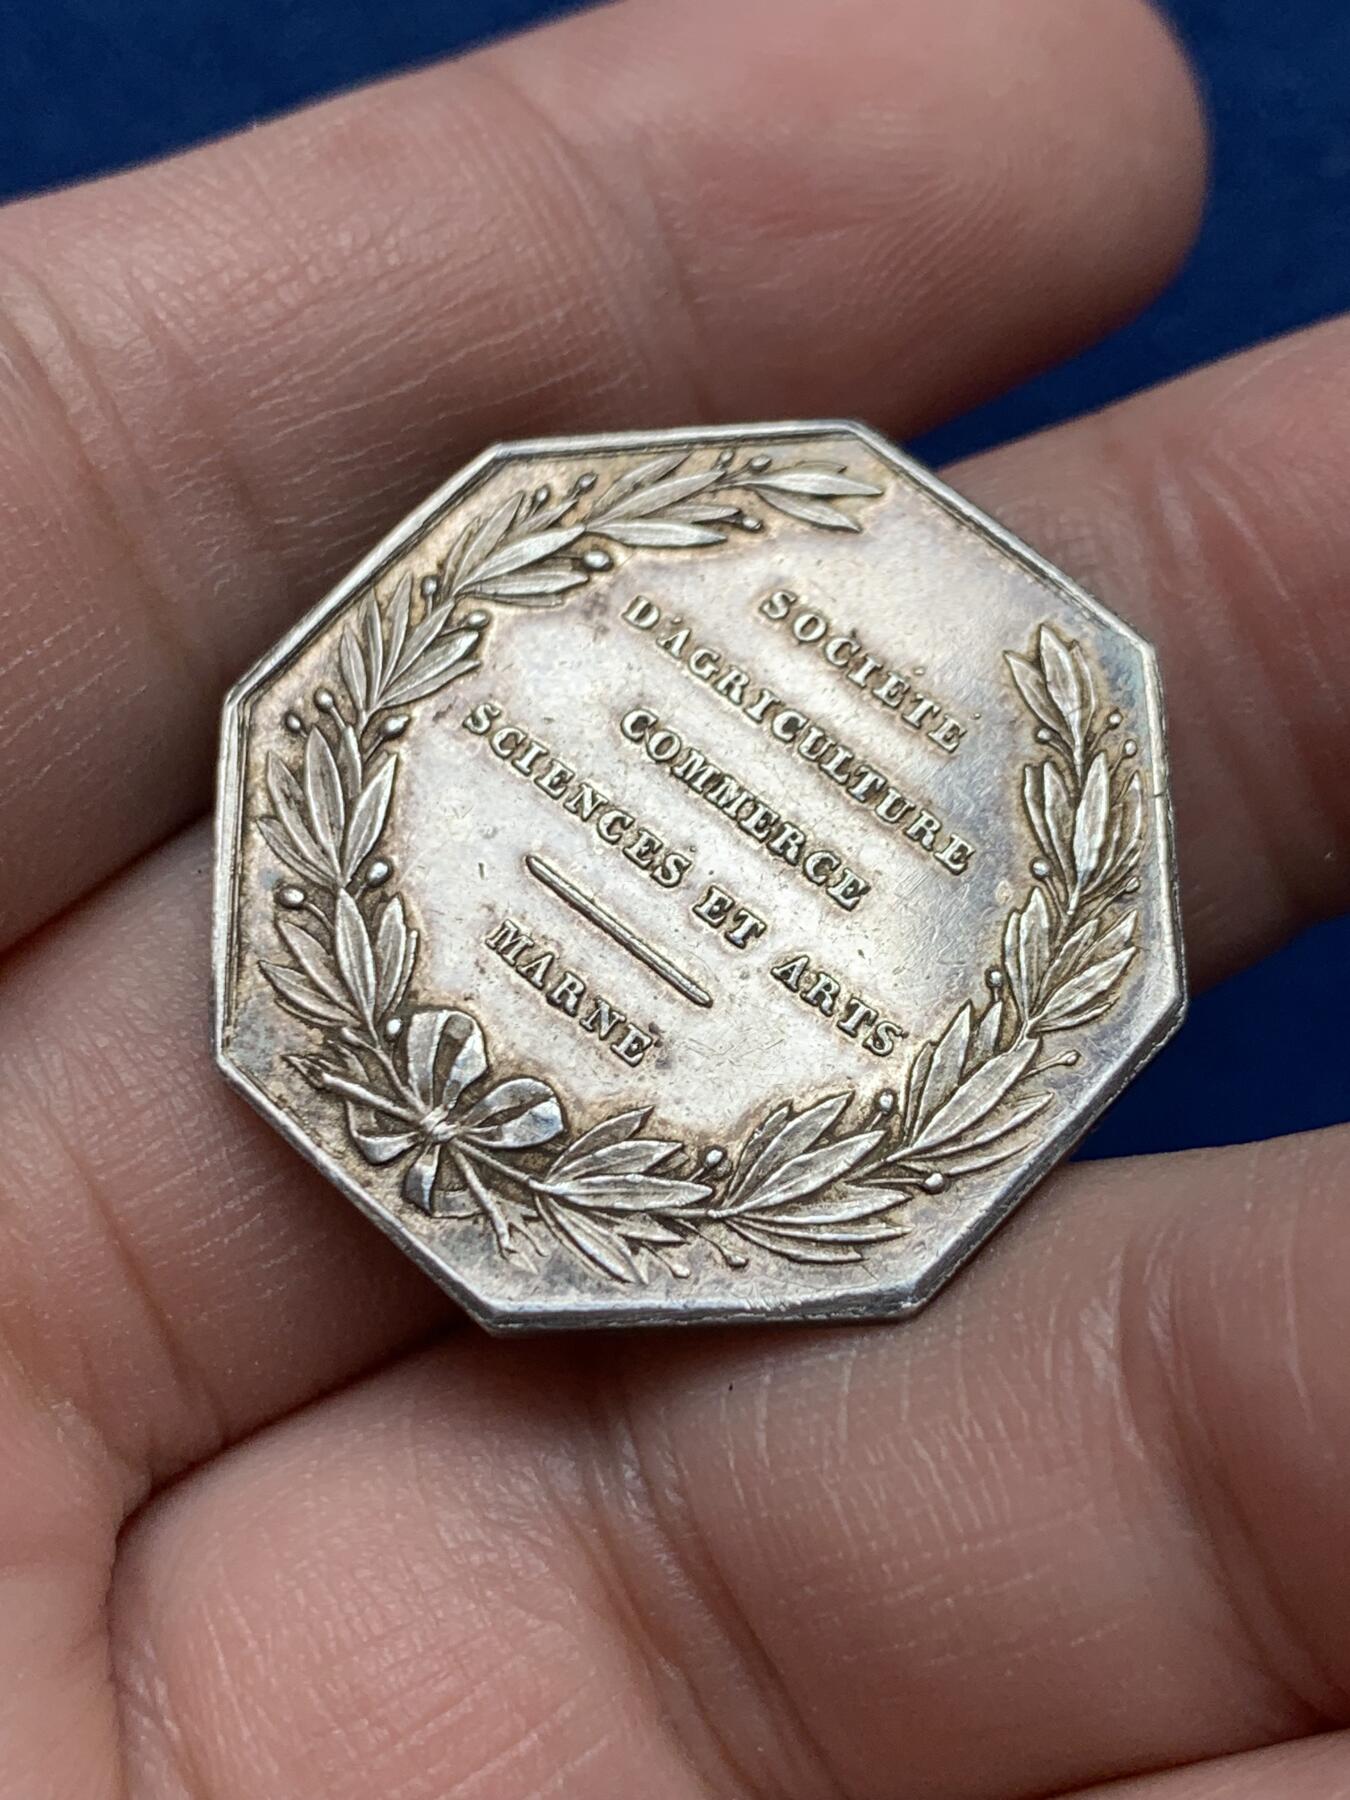 SOCIÉTÉ
D'AGRICULTURE
COMMERCE
SCIENCES ET ARTS
MARNE